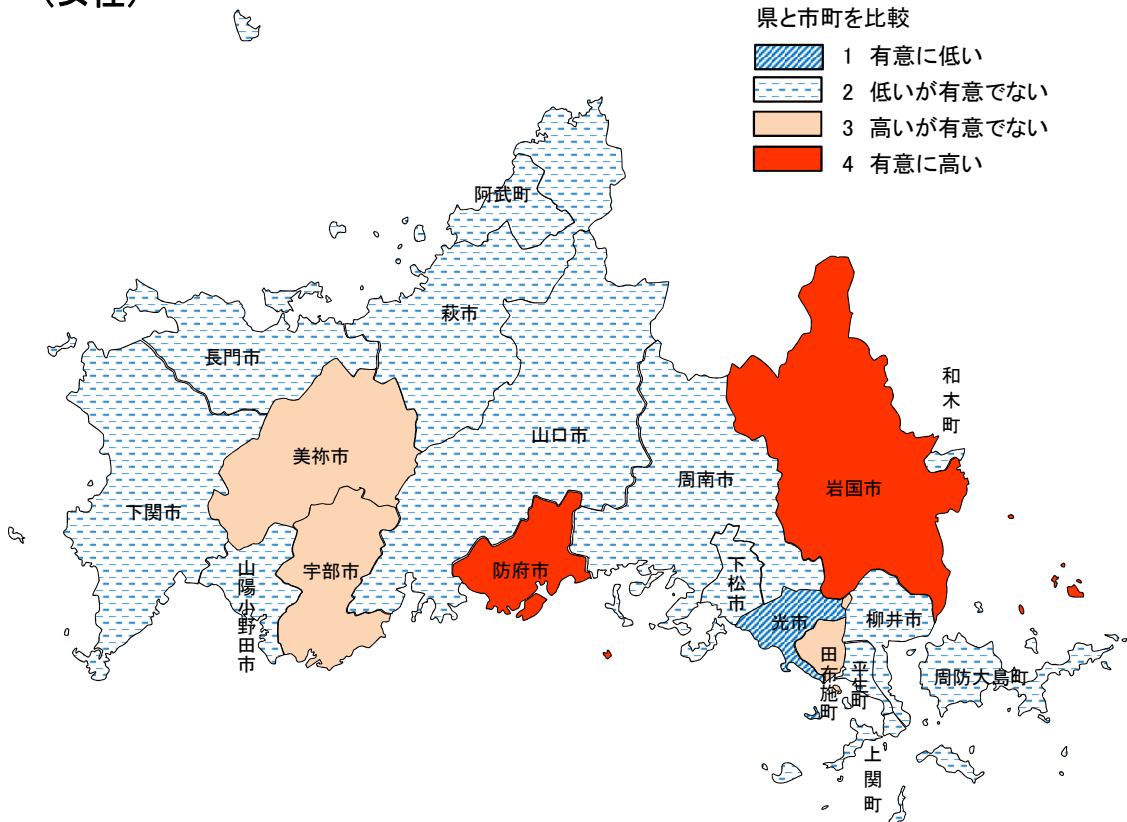 （女性）
県と市町を比較
1 有意に低い
2 低いが有意でない
3 高いが有意でない
4 有意に高い
阿武町
萩市
長門市
和木町
山口市
美祢市
周南市
岩国市
下関市
宇部市
防府市
山陽小野田市
下松市
光市
柳井市
田布施町
平生町
周防大島町
上関町